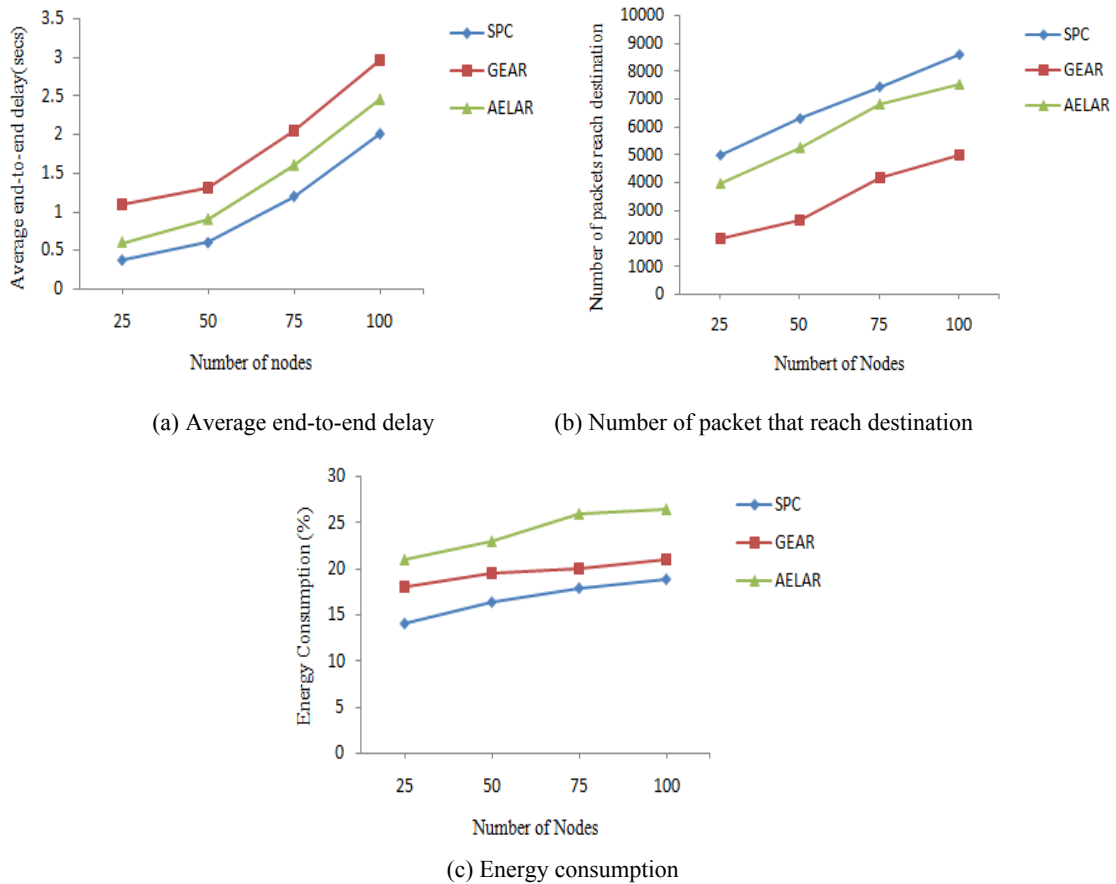 Average end-to-end delay(secs)
3.5
3
2.5
2
1.5
1
0.5
0
25 50 75 100
Number of nodes
SPC
GEAR
AELAR
(a) Average end-to-end delay
Number of packets reach destination
10000
9000
8000
7000
6000
5000
4000
3000
2000
1000
0
25 50 75 100
Numbert of Nodes
SPC
GEAR
AELAR
(b) Number of packet that reach destination
Energy Consumption (%)
30
25
20
15
10
5
0
25 50 75 100
Number of Nodes
SPC
GEAR
AELAR
(c) Energy consumption